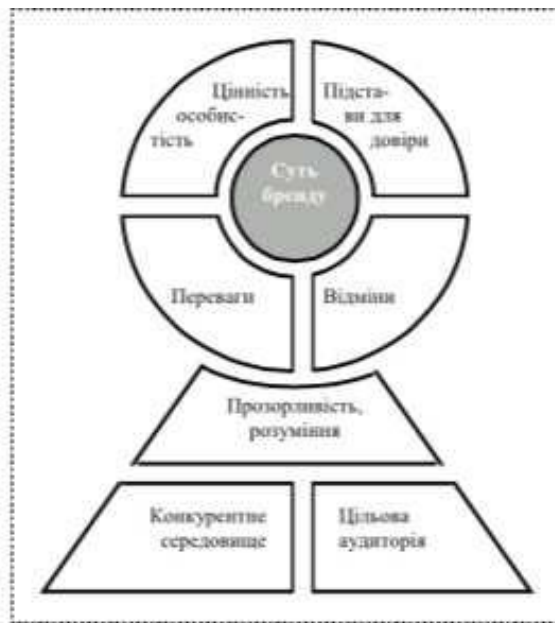 Цінність,
особис-
тість
Підста-
ви для
довіри
Суть
бренду
Переваги
Відміни
Прозорливість,
розуміння
Конкурентне
середовище
Цільова
аудиторія